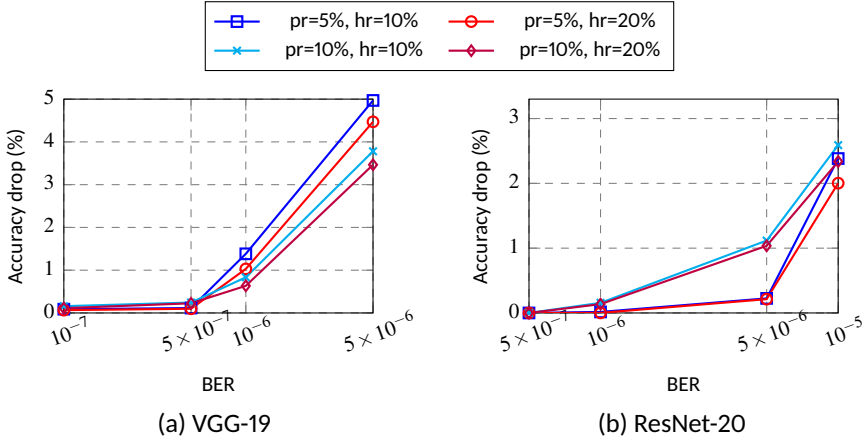 pr=5%, hr=10% pr=5%, hr=20%
pr=10%, hr=10% pr=10%, hr=20%
Accuracy drop (%)
5
4
3
2
1
0
10⁻⁷ 5 × 10⁻⁷ 10⁻⁶ 5 × 10⁻⁶
BER
(a) VGG-19
Accuracy drop (%)
3
2
1
0
5 × 10⁻⁷ 10⁻⁶ 5 × 10⁻⁶ 10⁻⁵
BER
(b) ResNet-20